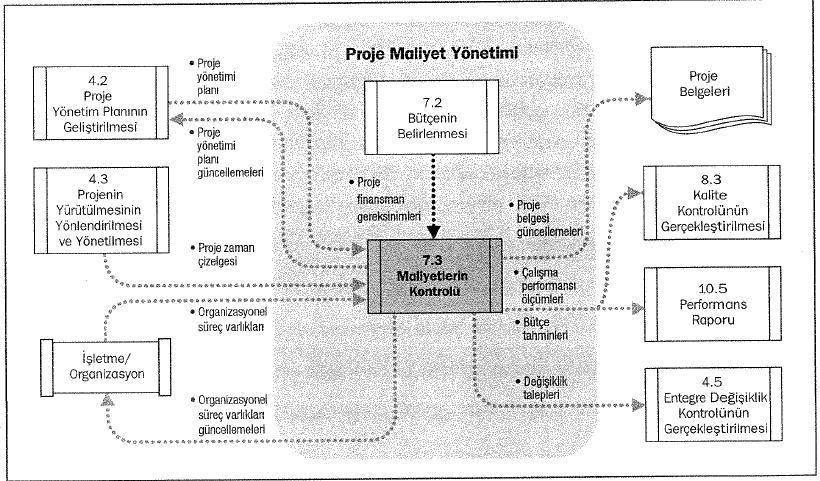 Proje Maliyet Yönetimi
4.2
Proje
Yönetim Planının
Geliştirilmesi
• Proje
yönetimi
planı
• Proje
yönetimi
planı
güncellemeleri
4.3
Projenin
Yürütülmesinin
Yönlendirilmesi
ve Yönetilmesi
• Proje zaman
çizelgesi
• Organizasyonel
süreç varlıkları
İşletme/
Organizasyon
• Organizasyonel
süreç varlıkları
güncellemeleri
7.2
Bütçenin
Belirlenmesi
• Proje
finansman
gereksinimleri
7.3
Maliyetlerin
Kontrolü
• Proje
belgesi
güncellemeleri
• Çalışma
performansı
ölçümleri
• Bütçe
tahminleri
• Değişiklik
talepleri
Proje
Belgeleri
8.3
Kalite
Kontrolünün
Gerçekleştirilmesi
10.5
Performans
Raporu
4.5
Entegre Değişiklik
Kontrolünün
Gerçekleştirilmesi